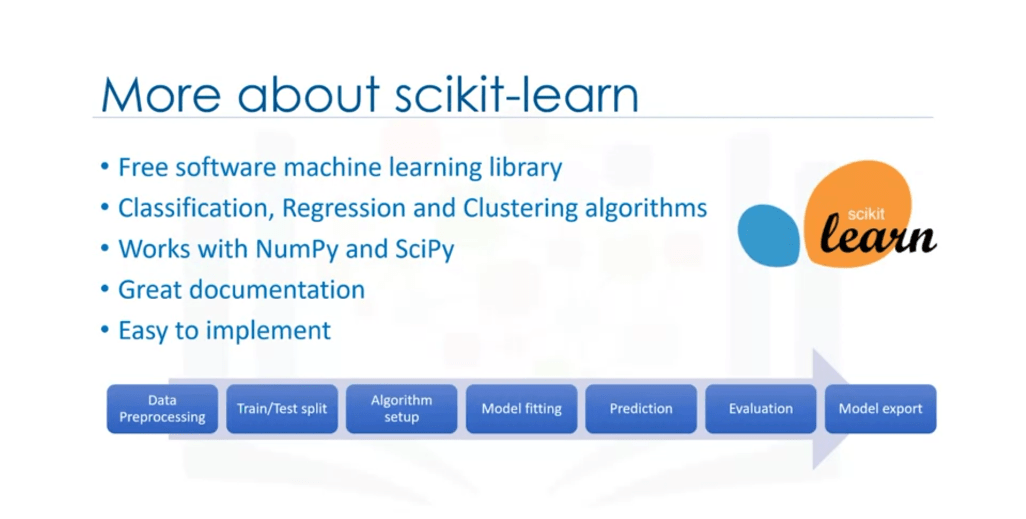 More about scikit-learn
• Free software machine learning library
• Classification, Regression and Clustering algorithms
• Works with NumPy and SciPy
• Great documentation
• Easy to implement
scikit
learn
Data
Preprocessing
Train/Test split
Algorithm
setup
Model fitting
Prediction
Evaluation
Model export